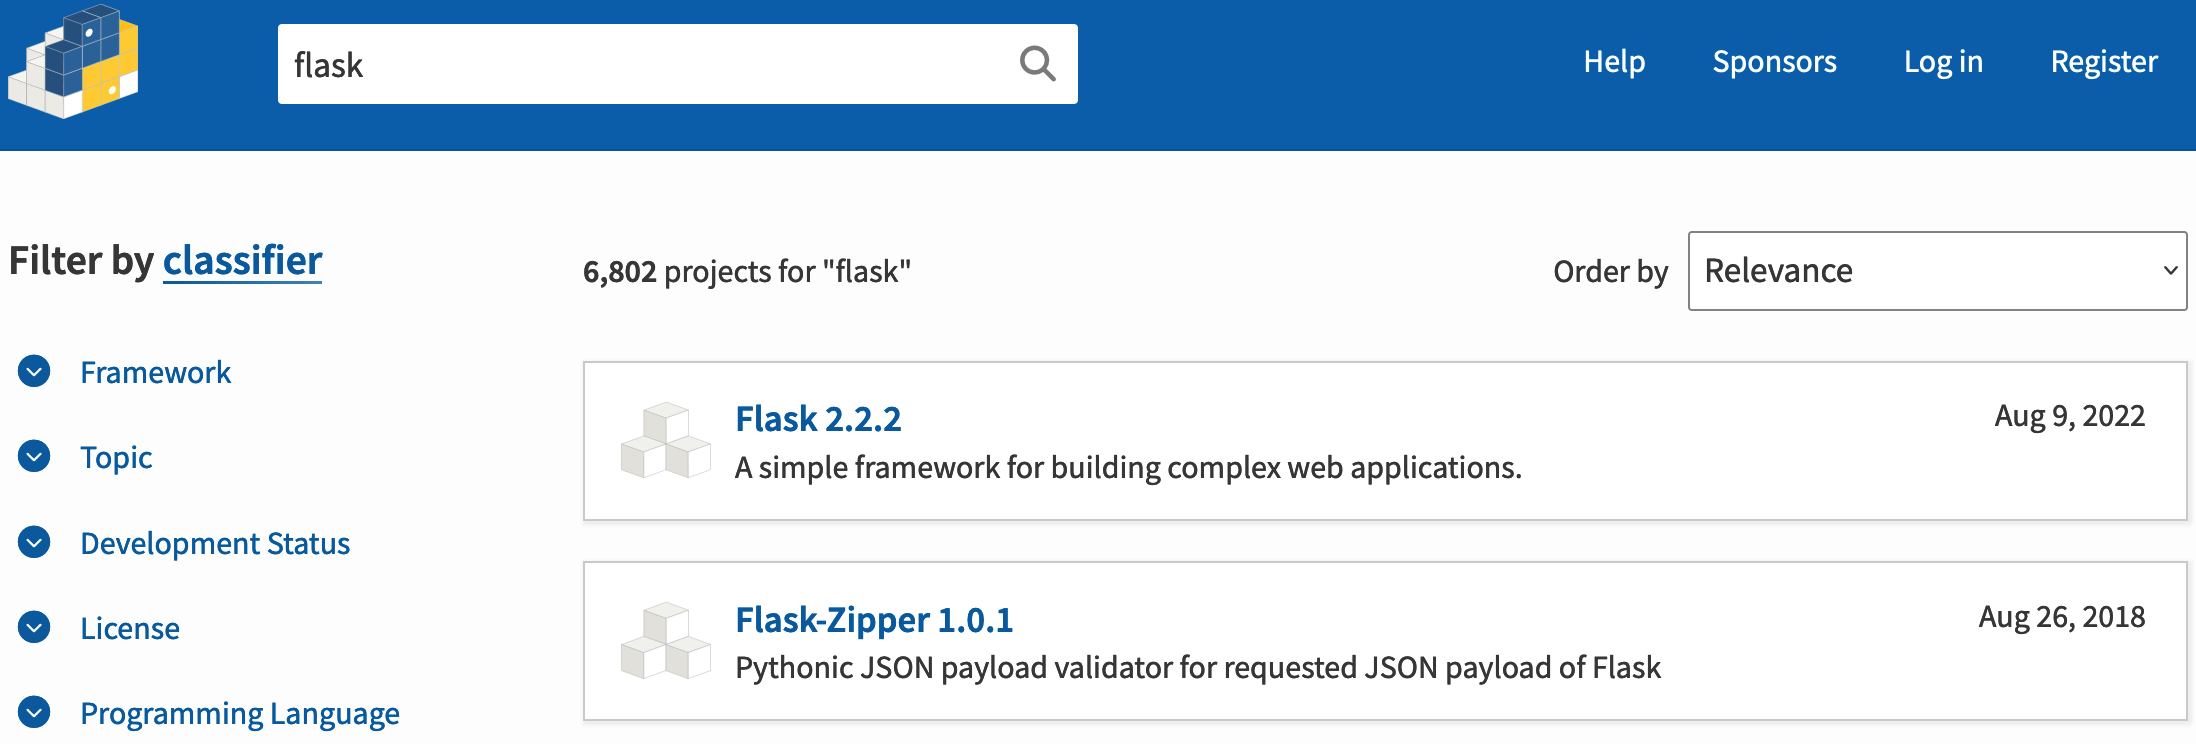 flask
Help Sponsors Log in Register
Filter by classifier
Framework
Topic
Development Status
License
Programming Language
6,802 projects for "flask"
Order by Relevance
Flask 2.2.2
Aug 9, 2022
A simple framework for building complex web applications.
Flask-Zipper 1.0.1
Aug 26, 2018
Pythonic JSON payload validator for requested JSON payload of Flask